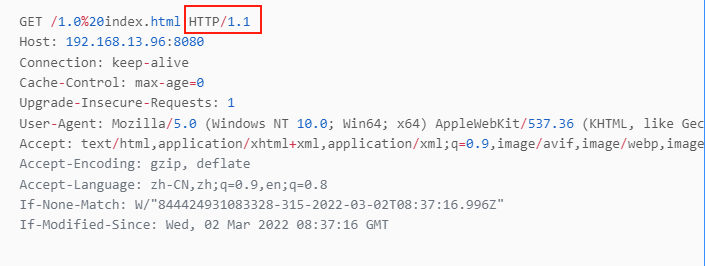 GET /1.0%20index.html HTTP/1.1
Host: 192.168.13.96:8080
Connection: keep-alive
Cache-Control: max-age=0
Upgrade-Insecure-Requests: 1
User-Agent: Mozilla/5.0 (Windows NT 10.0; Win64; x64) AppleWebKit/537.36 (KHTML, like Gec
Accept: text/html,application/xhtml+xml,application/xml;q=0.9,image/avif,image/webp,image
Accept-Encoding: gzip, deflate
Accept-Language: zh-CN,zh;q=0.9,en;q=0.8
If-None-Match: W/"844424931083328-315-2022-03-02T08:37:16.996Z"
If-Modified-Since: Wed, 02 Mar 2022 08:37:16 GMT